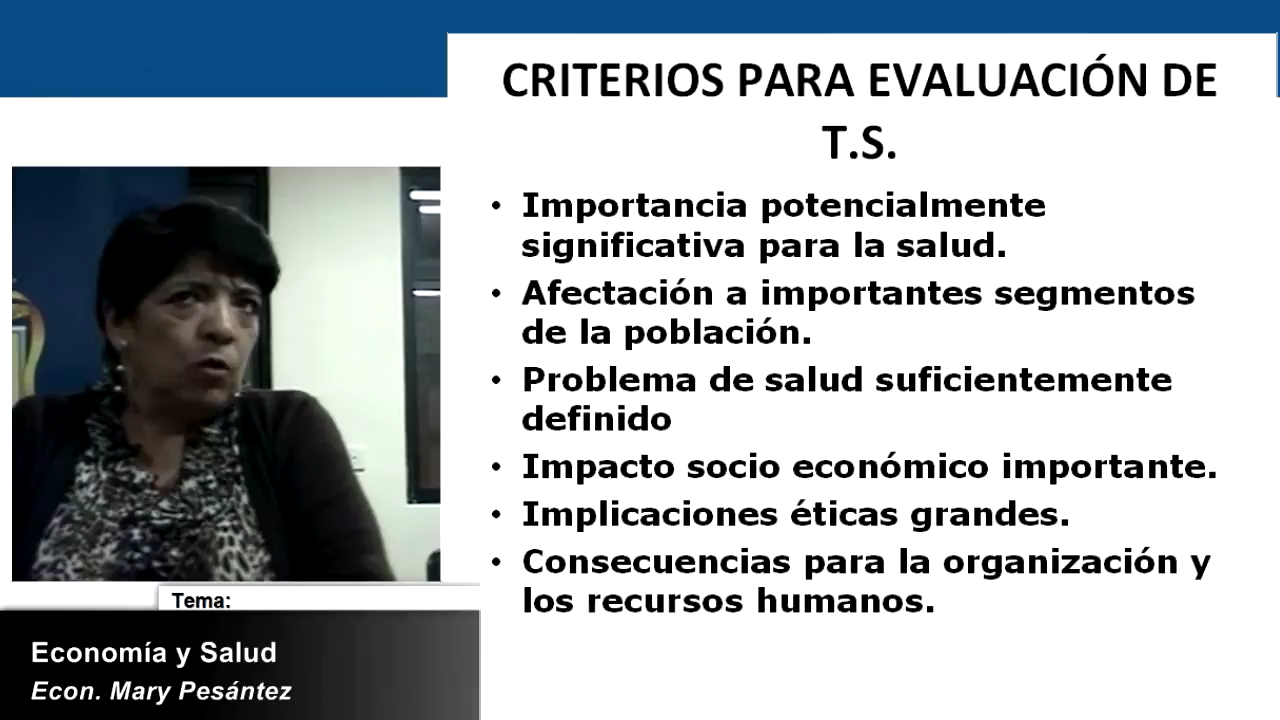 CRITERIOS PARA EVALUACIÓN DE
T.S.
• Importancia potencialmente
significativa para la salud.
• Afectación a importantes segmentos
de la población.
• Problema de salud suficientemente
definido
• Impacto socio económico importante.
• Implicaciones éticas grandes.
• Consecuencias para la organización y
los recursos humanos.
Tema:
Economía y Salud
Econ. Mary Pesántez